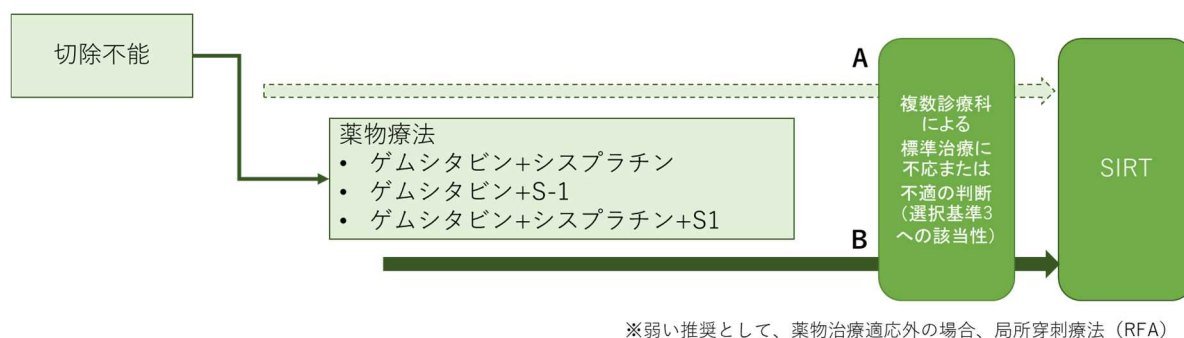 切除不能
A
薬物療法
• ゲムシタビン+シスプラチン
• ゲムシタビン+S-1
• ゲムシタビン+シスプラチン+S1
B
複数診療科
による
標準治療に
不応または
不適の判断
（選択基準3
への該当性）
SIRT
※弱い推奨として、薬物治療適応外の場合、局所穿刺療法（RFA）